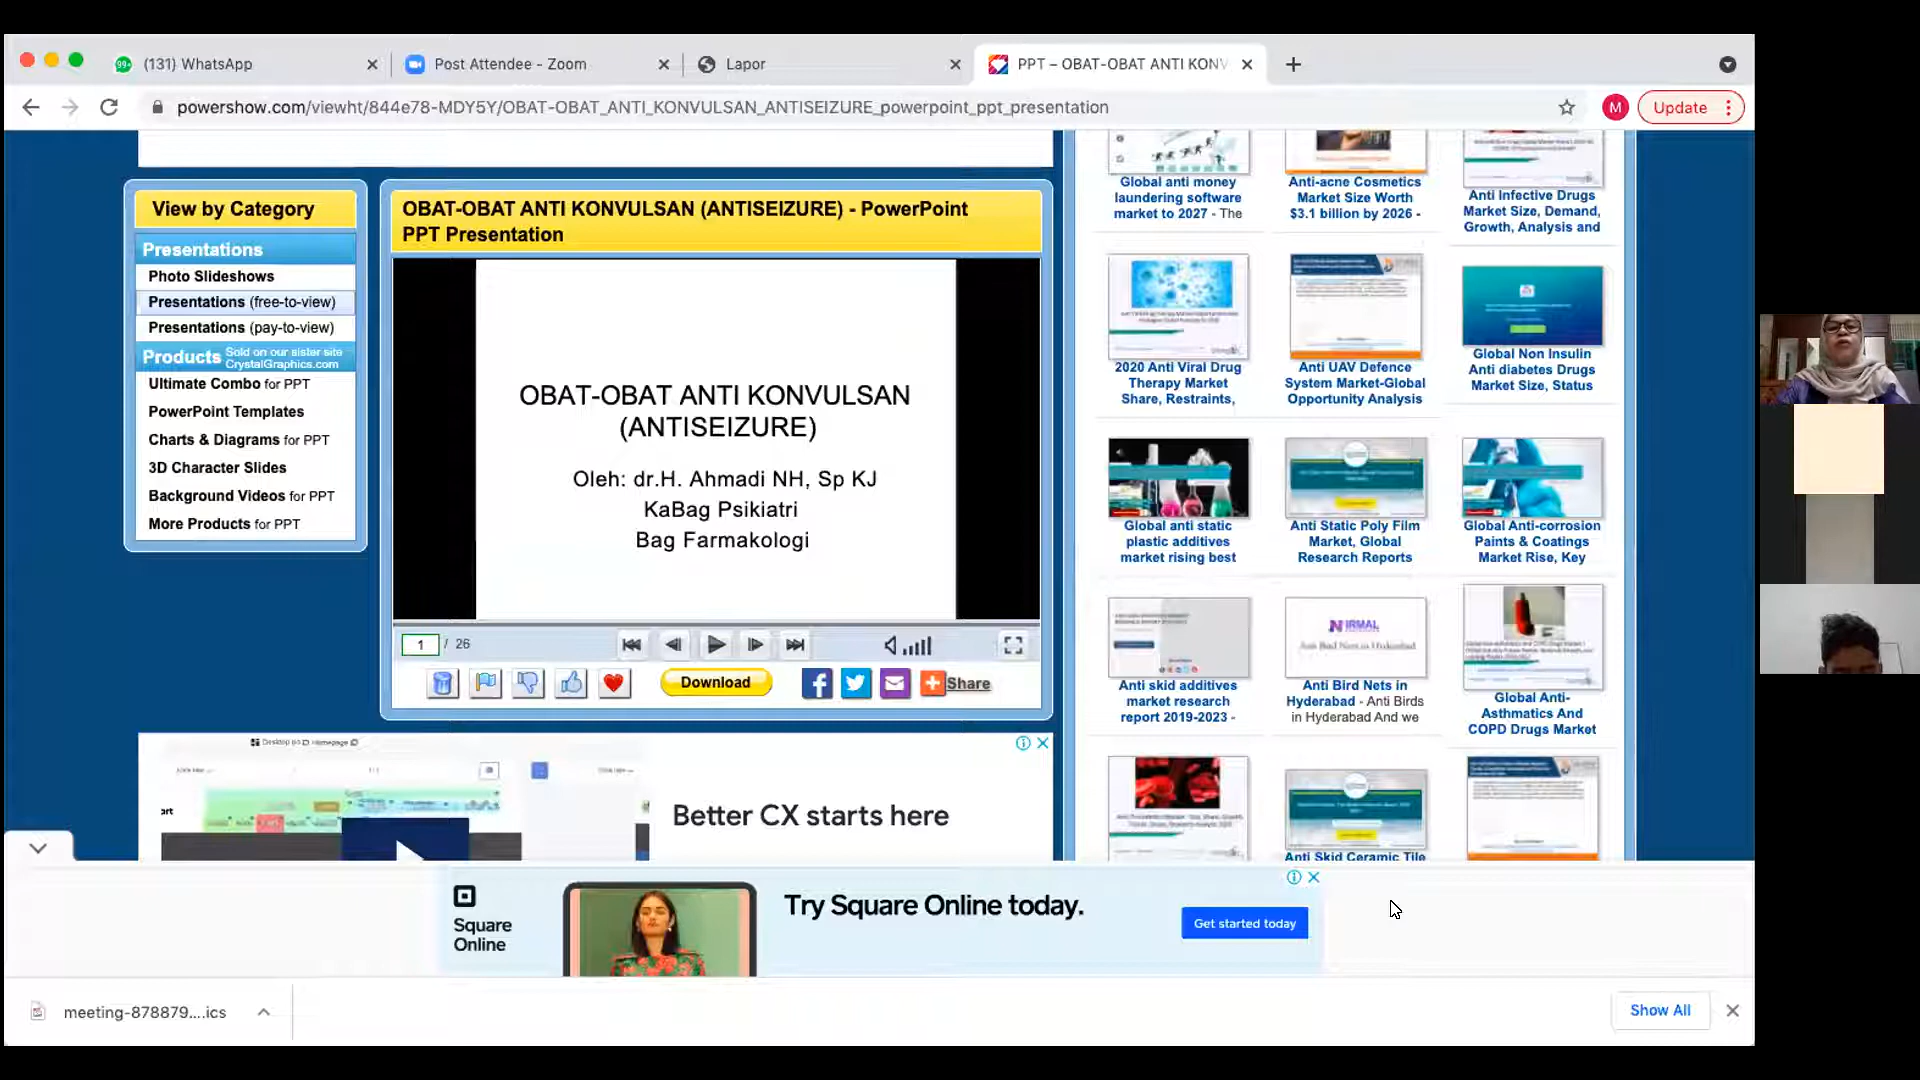 (131) WhatsApp
Post Attendee - Zoom
Lapor
PPT – OBAT-OBAT ANTI KONV
powershow.com/viewht/844e78-MDY5Y/OBAT-OBAT_ANTI_KONVULSAN_ANTISEIZURE_powerpoint_ppt_presentation
M
Update
View by Category
Presentations
Photo Slideshows
Presentations (free-to-view)
Presentations (pay-to-view)
Products Sold on our sister site
CrystalGraphics.com
Ultimate Combo for PPT
PowerPoint Templates
Charts & Diagrams for PPT
3D Character Slides
Background Videos for PPT
More Products for PPT
OBAT-OBAT ANTI KONVULSAN (ANTISEIZURE) - PowerPoint
PPT Presentation
OBAT-OBAT ANTI KONVULSAN
(ANTISEIZURE)
Oleh: dr.H. Ahmadi NH, Sp KJ
KaBag Psikiatri
Bag Farmakologi
1 / 26
Download
Share
Global anti money
laundering software
market to 2027 - The
Anti-acne Cosmetics
Market Size Worth
$3.1 billion by 2026 -
Anti Infective Drugs
Market Size, Demand,
Growth, Analysis and
2020 Anti Viral Drug
Therapy Market
Share, Restraints,
Anti UAV Defence
System Market-Global
Opportunity Analysis
Global Non Insulin
Anti diabetes Drugs
Market Size, Status
Global anti static
plastic additives
market rising best
Anti Static Poly Film
Market, Global
Research Reports
Global Anti-corrosion
Paints & Coatings
Market Rise, Key
Anti skid additives
market research
report 2019-2023 -
NIRMAL
Anti Bird Nets in Hyderabad
Anti Bird Nets in
Hyderabad - Anti Birds
in Hyderabad And we
Global Anti-
Asthmatics And
COPD Drugs Market
Anti Skid Ceramic Tile
Better CX starts here
Square
Online
Try Square Online today.
Get started today
meeting-878879....ics
Show All